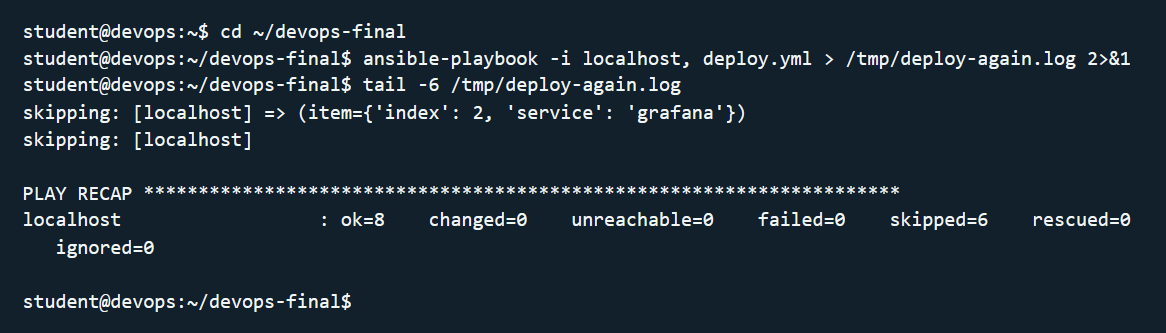 student@devops:~$ cd ~/devops-final
student@devops:~/devops-final$ ansible-playbook -i localhost, deploy.yml > /tmp/deploy-again.log 2>&1
student@devops:~/devops-final$ tail -6 /tmp/deploy-again.log
skipping: [localhost] => (item={'index': 2, 'service': 'grafana'})
skipping: [localhost]

PLAY RECAP *********************************************************************
localhost                  : ok=8    changed=0    unreachable=0    failed=0    skipped=6    rescued=0
   ignored=0

student@devops:~/devops-final$